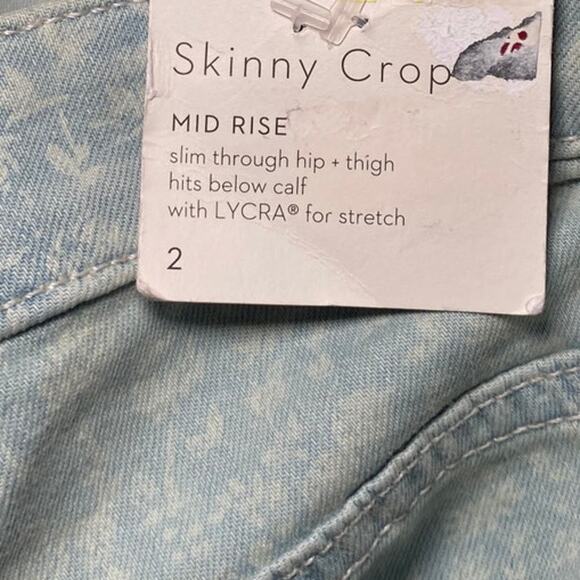 Skinny Crop
MID RISE
slim through hip + thigh
hits below calf
with LYCRA® for stretch
2